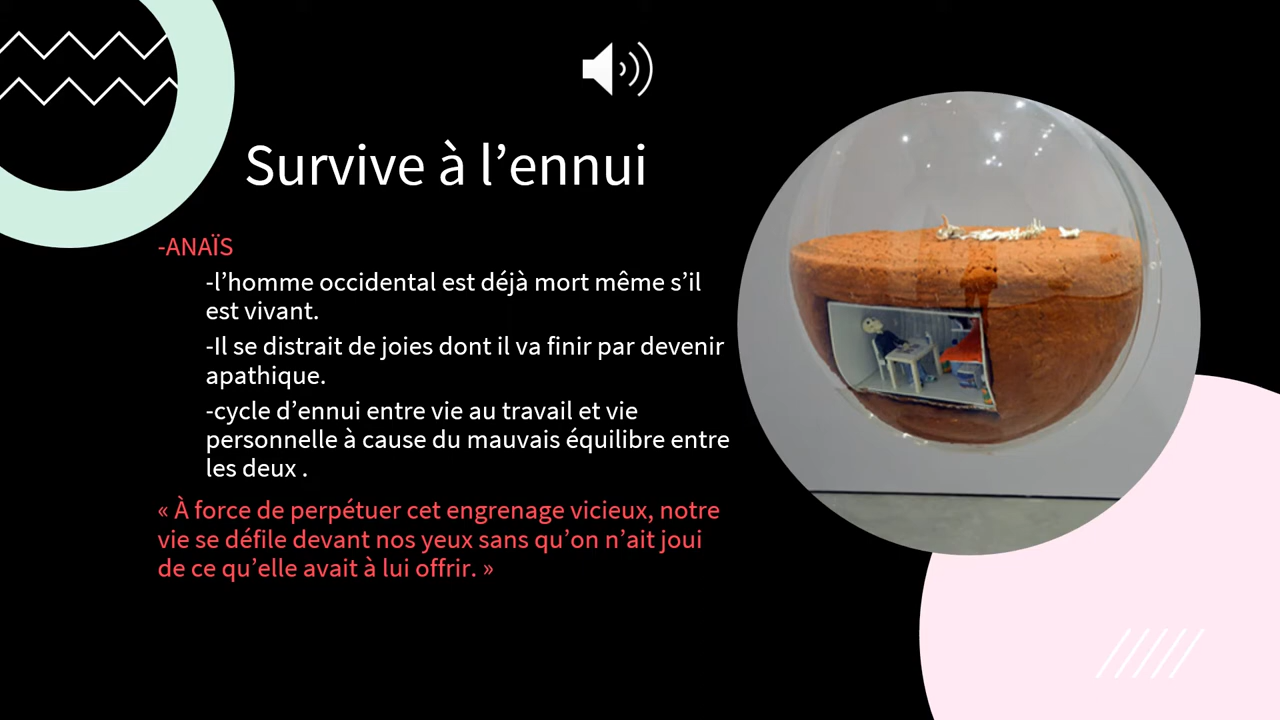 Survive à l’ennui
-ANAÏS
-l’homme occidental est déjà mort même s’il
est vivant.
-Il se distrait de joies dont il va finir par devenir
apathique.
-cycle d’ennui entre vie au travail et vie
personnelle à cause du mauvais équilibre entre
les deux .
« À force de perpétuer cet engrenage vicieux, notre
vie se défile devant nos yeux sans qu’on n’ait joui
de ce qu’elle avait à lui offrir. »